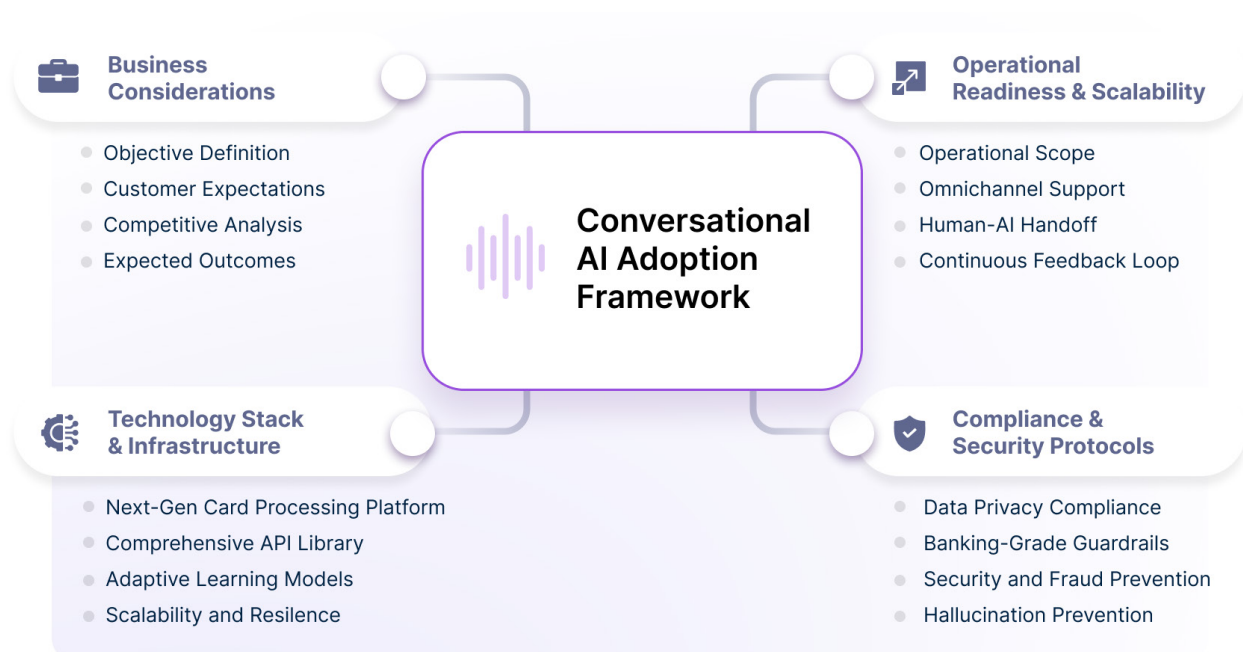 Business
Considerations
Objective Definition
Customer Expectations
Competitive Analysis
Expected Outcomes
Conversational
AI Adoption
Framework
Operational
Readiness & Scalability
Operational Scope
Omnichannel Support
Human-AI Handoff
Continuous Feedback Loop
Technology Stack
& Infrastructure
Next-Gen Card Processing Platform
Comprehensive API Library
Adaptive Learning Models
Scalability and Resilence
Compliance &
Security Protocols
Data Privacy Compliance
Banking-Grade Guardrails
Security and Fraud Prevention
Hallucination Prevention